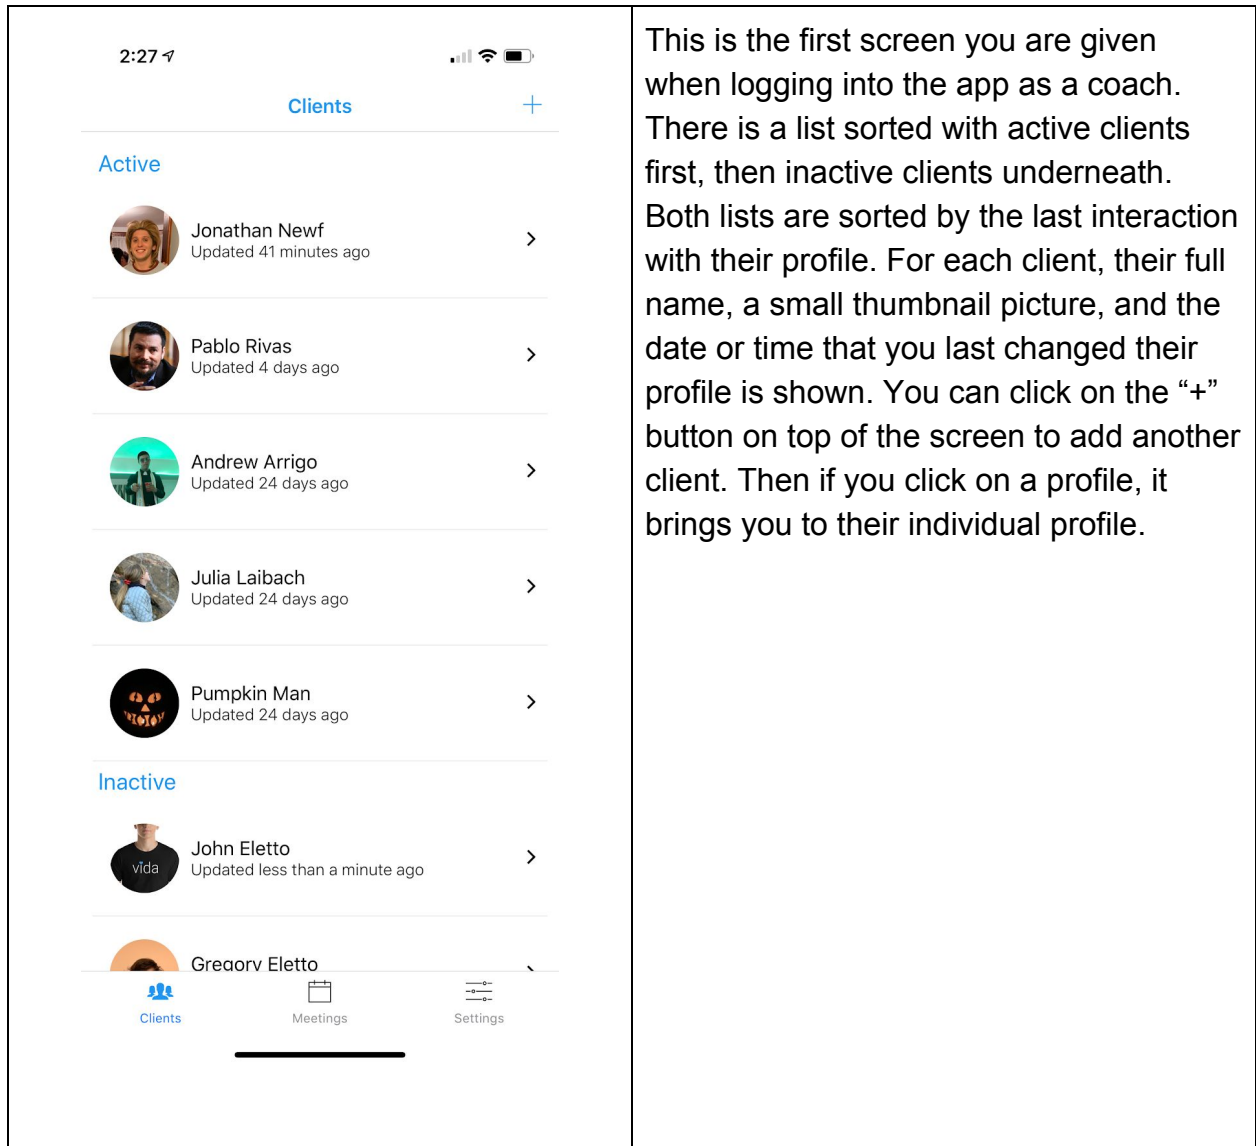 2:27
Clients
Active
Jonathan Newf
Updated 41 minutes ago
Pablo Rivas
Updated 4 days ago
Andrew Arrigo
Updated 24 days ago
Julia Laibach
Updated 24 days ago
Pumpkin Man
Updated 24 days ago
Inactive
vida
John Eletto
Updated less than a minute ago
Gregory Eletto
Clients
Meetings
Settings
This is the first screen you are given
when logging into the app as a coach.
There is a list sorted with active clients
first, then inactive clients underneath.
Both lists are sorted by the last interaction
with their profile. For each client, their full
name, a small thumbnail picture, and the
date or time that you last changed their
profile is shown. You can click on the “+”
button on top of the screen to add another
client. Then if you click on a profile, it
brings you to their individual profile.